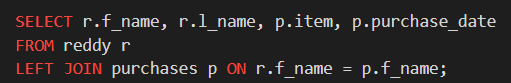 SELECT r.f_name, r.l_name, p.item, p.purchase_date
FROM reddy r
LEFT JOIN purchases p ON r.f_name = p.f_name;